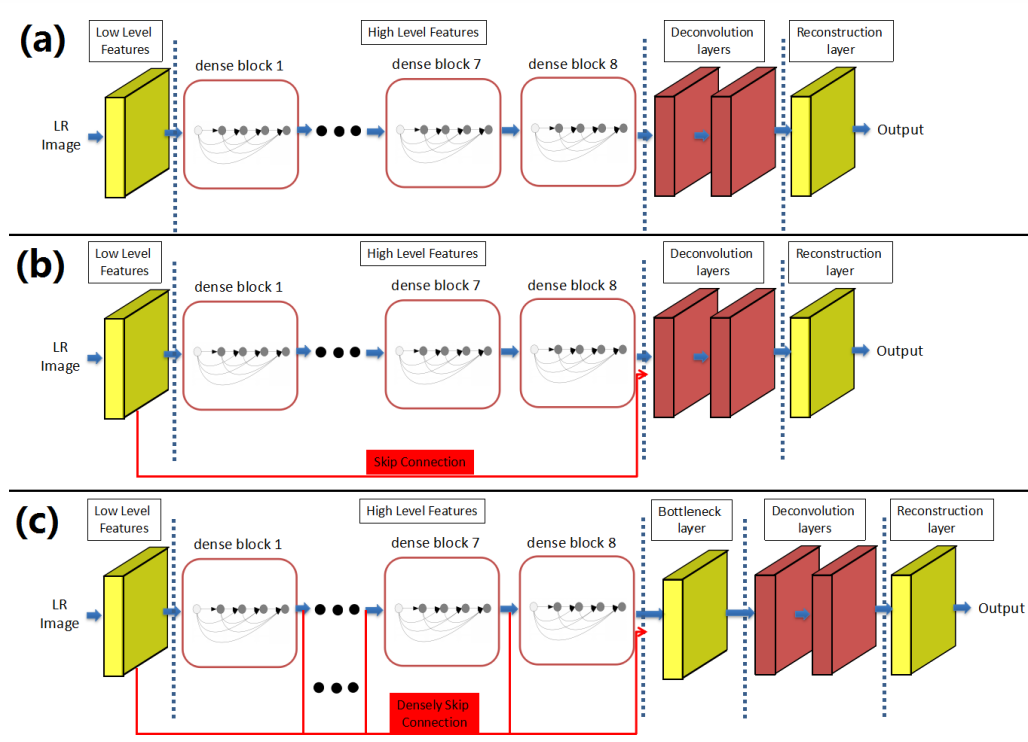 (a)
Low Level
Features
High Level Features
Deconvolution
layers
Reconstruction
layer
dense block 1
dense block 7
dense block 8
LR
Image
Output
(b)
Low Level
Features
High Level Features
Deconvolution
layers
Reconstruction
layer
dense block 1
dense block 7
dense block 8
LR
Image
Output
Skip Connection
(c)
Low Level
Features
High Level Features
Bottleneck
layer
Deconvolution
layers
Reconstruction
layer
dense block 1
dense block 7
dense block 8
LR
Image
Output
Densely Skip
Connection